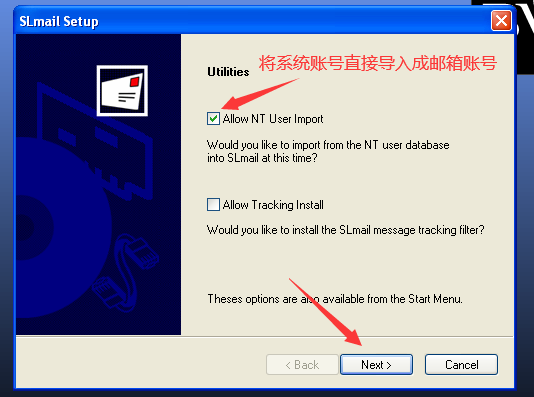 SLmail Setup
Utilities
将系统账号直接导入成邮箱账号
Allow NT User Import
Would you like to import from the NT user database
into SLmail at this time?
Allow Tracking Install
Would you like to install the SLmail message tracking filter?
Theses options are also available from the Start Menu.
< Back
Next >
Cancel